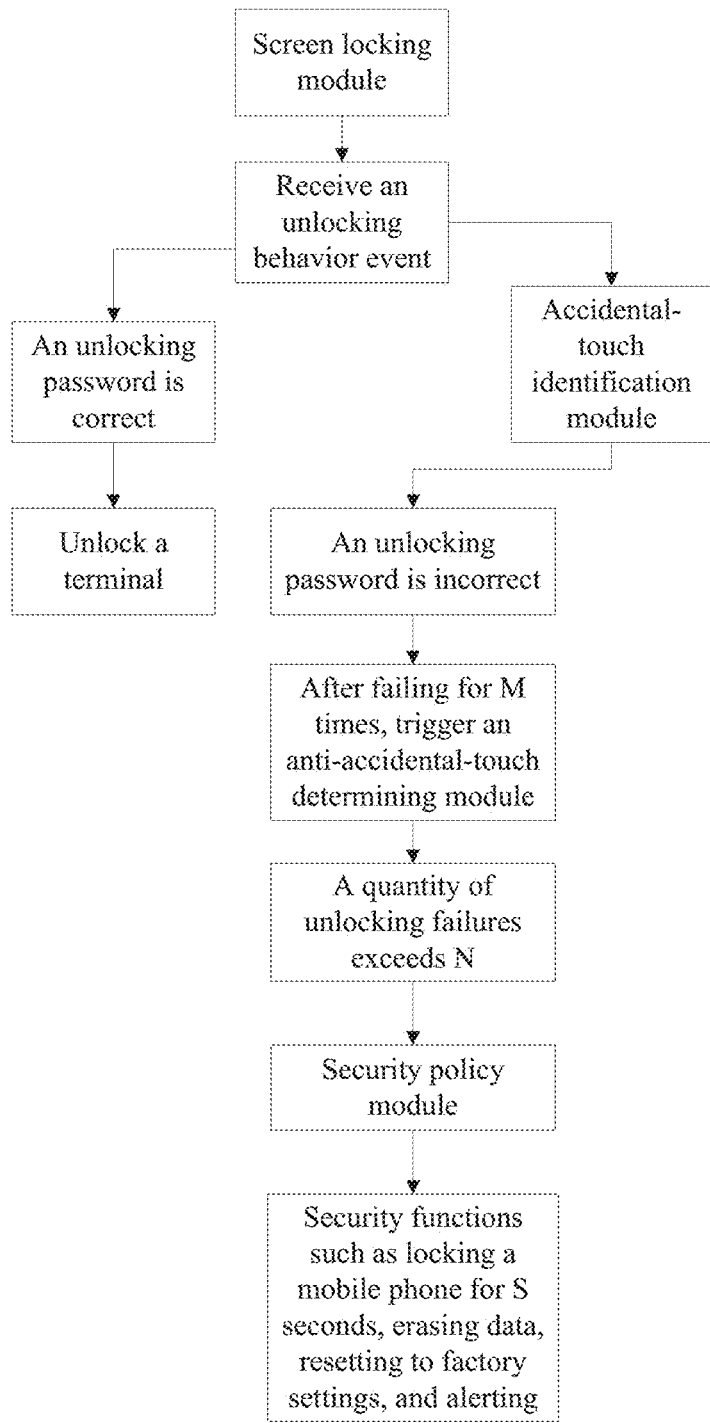 Screen locking
module
Receive an
unlocking
behavior event
An unlocking
password is
correct
Accidental-
touch
identification
module
Unlock a
terminal
An unlocking
password is incorrect
After failing for M
times, trigger an
anti-accidental-touch
determining module
A quantity of
unlocking failures
exceeds N
Security policy
module
Security functions
such as locking a
mobile phone for S
seconds, erasing data,
resetting to factory
settings, and alerting